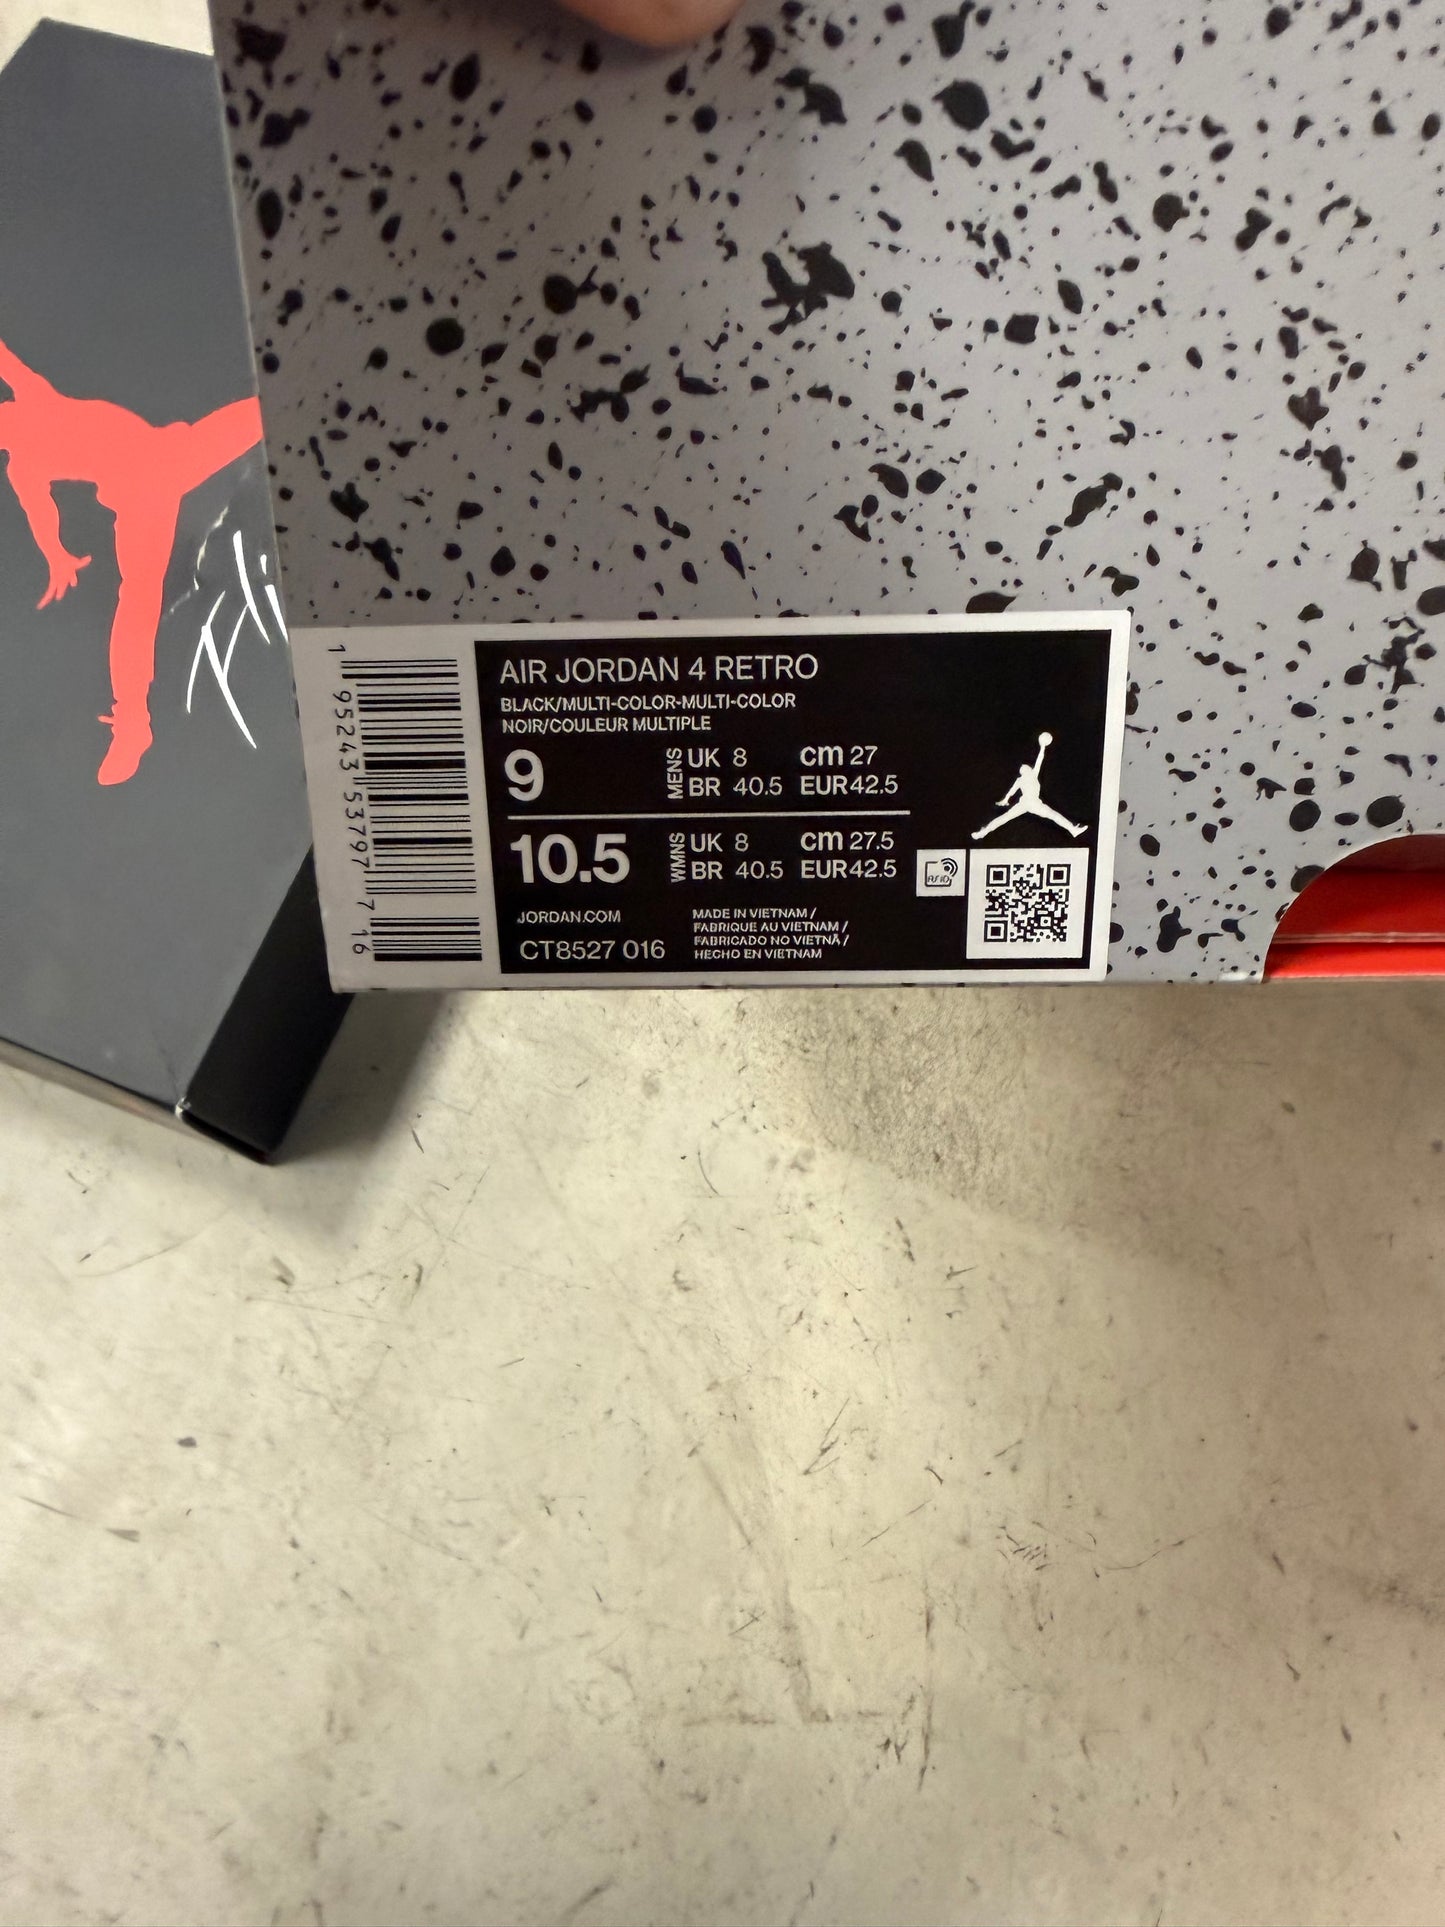 AIR JORDAN 4 RETRO
BLACK/MULTI-COLOR-MULTI-COLOR
NOIR/COULEUR MULTIPLE
9 MENS UK 8 cm 27
BR 40.5 EUR 42.5
10.5 WMNS UK 8 cm 27.5
BR 40.5 EUR 42.5
RFID
JORDAN.COM
CT8527 016
MADE IN VIETNAM /
FABRIQUE AU VIETNAM /
FABRICADO NO VIETNÃ /
HECHO EN VIETNAM
1 95243 53797 7 16